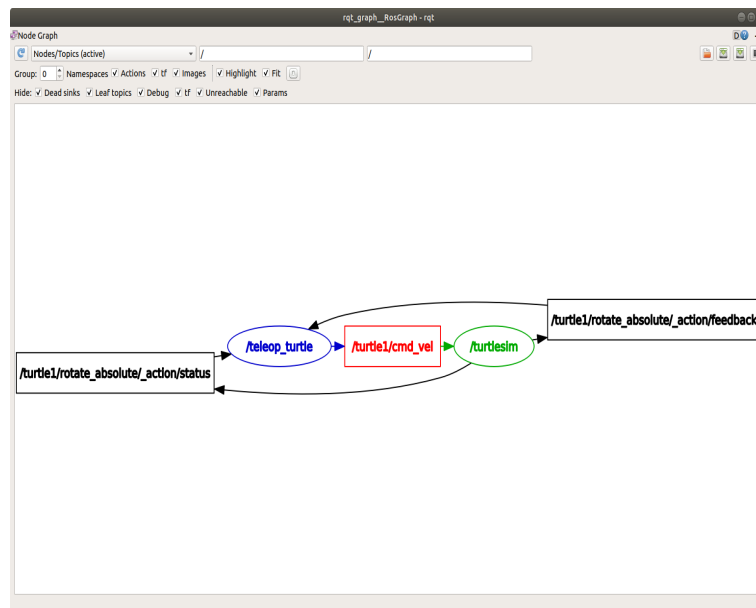 rqt_graph__RosGraph - rqt
Node Graph
D
Nodes/Topics (active)
/
/
Group: 0 Namespaces Actions tf Images Highlight Fit
Hide: Dead sinks Leaf topics Debug tf Unreachable Params
/turtle1/rotate_absolute/_action/feedback
/teleop_turtle
/turtle1/cmd_vel
/turtlesim
/turtle1/rotate_absolute/_action/status